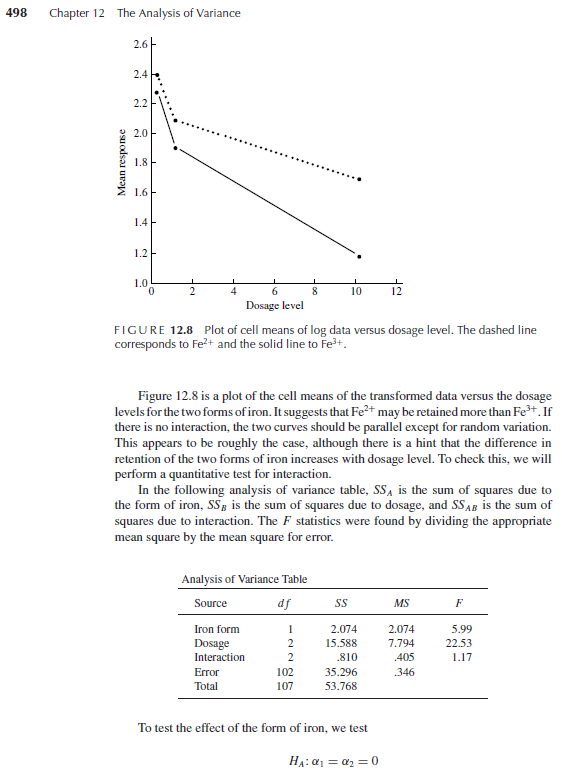 498 Chapter 12 The Analysis of Variance
2.6
2.4
2.2
2.0
1.8
1.6
1.4
1.2
1.0
Mean response
0 2 4 6 8 10 12
Dosage level
FIGURE 12.8 Plot of cell means of log data versus dosage level. The dashed line
corresponds to Fe²⁺ and the solid line to Fe³⁺.
Figure 12.8 is a plot of the cell means of the transformed data versus the dosage
levels for the two forms of iron. It suggests that Fe²⁺ may be retained more than Fe³⁺. If
there is no interaction, the two curves should be parallel except for random variation.
This appears to be roughly the case, although there is a hint that the difference in
retention of the two forms of iron increases with dosage level. To check this, we will
perform a quantitative test for interaction.
In the following analysis of variance table, SS_A is the sum of squares due to
the form of iron, SS_B is the sum of squares due to dosage, and SS_AB is the sum of
squares due to interaction. The F statistics were found by dividing the appropriate
mean square by the mean square for error.
Analysis of Variance Table
Source df SS MS F
Iron form 1 2.074 2.074 5.99
Dosage 2 15.588 7.794 22.53
Interaction 2 .810 .405 1.17
Error 102 35.296 .346
Total 107 53.768
To test the effect of the form of iron, we test
H_A: α₁ = α₂ = 0